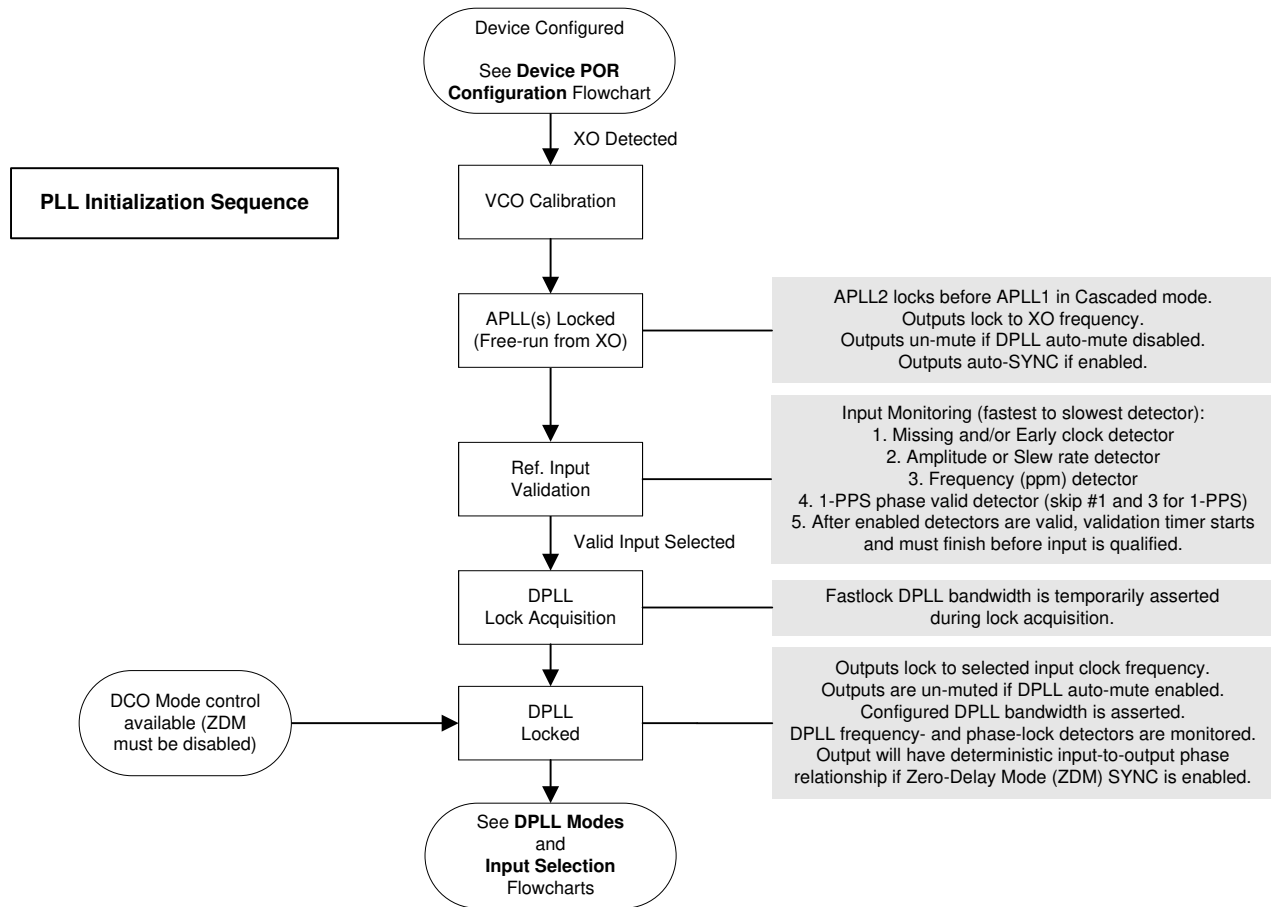 Device Configured
See Device POR
Configuration Flowchart
XO Detected
PLL Initialization Sequence
VCO Calibration
APLL(s) Locked
(Free-run from XO)
APLL2 locks before APLL1 in Cascaded mode.
Outputs lock to XO frequency.
Outputs un-mute if DPLL auto-mute disabled.
Outputs auto-SYNC if enabled.
Ref. Input
Validation
Input Monitoring (fastest to slowest detector):
1. Missing and/or Early clock detector
2. Amplitude or Slew rate detector
3. Frequency (ppm) detector
4. 1-PPS phase valid detector (skip #1 and 3 for 1-PPS)
5. After enabled detectors are valid, validation timer starts
and must finish before input is qualified.
Valid Input Selected
DPLL
Lock Acquisition
Fastlock DPLL bandwidth is temporarily asserted
during lock acquisition.
DCO Mode control
available (ZDM
must be disabled)
DPLL
Locked
Outputs lock to selected input clock frequency.
Outputs are un-muted if DPLL auto-mute enabled.
Configured DPLL bandwidth is asserted.
DPLL frequency- and phase-lock detectors are monitored.
Output will have deterministic input-to-output phase
relationship if Zero-Delay Mode (ZDM) SYNC is enabled.
See DPLL Modes
and
Input Selection
Flowcharts